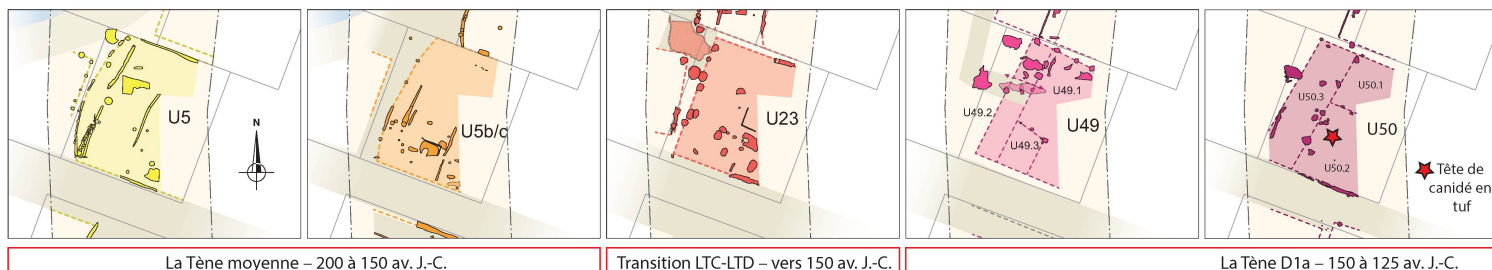 U5
N
U5b/c
U23
U49.1
U49.2
U49
U49.3
U50.1
U50.3
U50
U50.2
Tête de
canidé en
tuf
La Tène moyenne – 200 à 150 av. J.-C.
Transition LTC-LTD – vers 150 av. J.-C.
La Tène D1a – 150 à 125 av. J.-C.